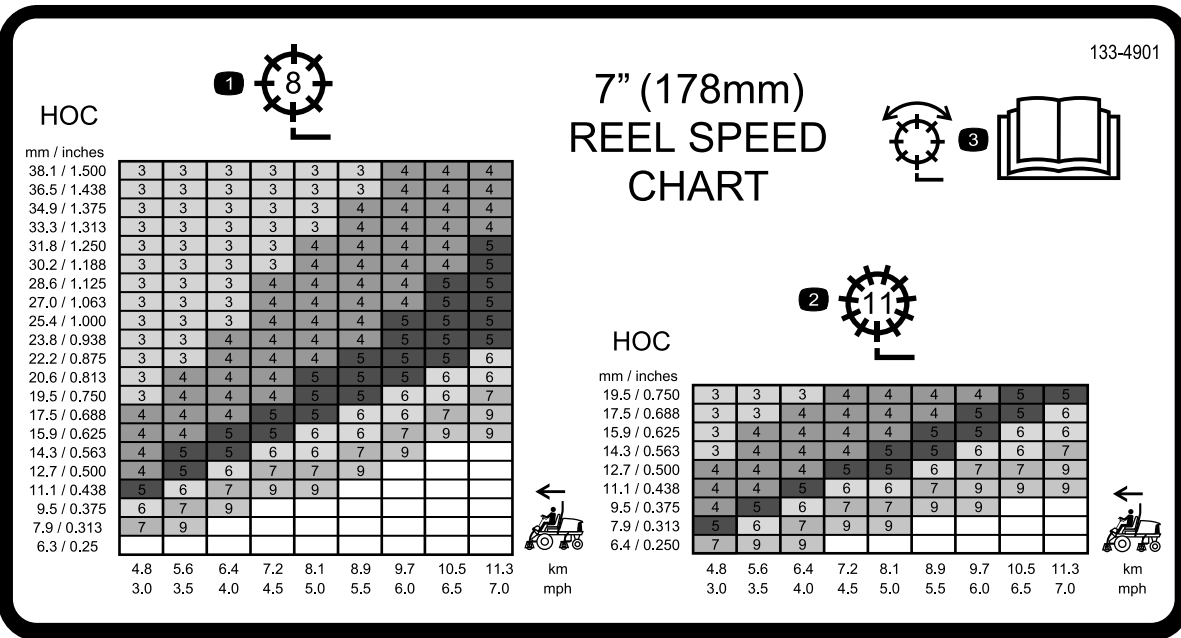 133-4901
7” (178mm)
REEL SPEED
CHART
3
1
8
HOC
mm / inches
38.1 / 1.500 3 3 3 3 3 3 4 4 4
36.5 / 1.438 3 3 3 3 3 3 4 4 4
34.9 / 1.375 3 3 3 3 3 4 4 4 4
33.3 / 1.313 3 3 3 3 3 4 4 4 4
31.8 / 1.250 3 3 3 3 4 4 4 4 5
30.2 / 1.188 3 3 3 3 4 4 4 4 5
28.6 / 1.125 3 3 3 4 4 4 4 5 5
27.0 / 1.063 3 3 3 4 4 4 4 5 5
25.4 / 1.000 3 3 3 4 4 4 5 5 5
23.8 / 0.938 3 3 4 4 4 4 5 5 5
22.2 / 0.875 3 3 4 4 4 5 5 5 6
20.6 / 0.813 3 4 4 4 5 5 5 6 6
19.5 / 0.750 3 4 4 4 5 5 6 6 7
17.5 / 0.688 4 4 4 5 5 6 6 7 9
15.9 / 0.625 4 4 5 5 6 6 7 9 9
14.3 / 0.563 4 5 5 6 6 7 9
12.7 / 0.500 4 5 6 7 7 9
11.1 / 0.438 5 6 7 9 9
9.5 / 0.375 6 7 9
7.9 / 0.313 7 9
6.3 / 0.25
4.8 5.6 6.4 7.2 8.1 8.9 9.7 10.5 11.3 km
3.0 3.5 4.0 4.5 5.0 5.5 6.0 6.5 7.0 mph
2
11
HOC
mm / inches
19.5 / 0.750 3 3 3 4 4 4 4 5 5
17.5 / 0.688 3 3 4 4 4 4 5 5 6
15.9 / 0.625 3 4 4 4 4 5 5 6 6
14.3 / 0.563 3 4 4 4 5 5 6 6 7
12.7 / 0.500 4 4 4 5 5 6 7 7 9
11.1 / 0.438 4 4 5 6 6 7 9 9 9
9.5 / 0.375 4 5 6 7 7 9 9
7.9 / 0.313 5 6 7 9 9
6.4 / 0.250 7 9 9
4.8 5.6 6.4 7.2 8.1 8.9 9.7 10.5 11.3 km
3.0 3.5 4.0 4.5 5.0 5.5 6.0 6.5 7.0 mph